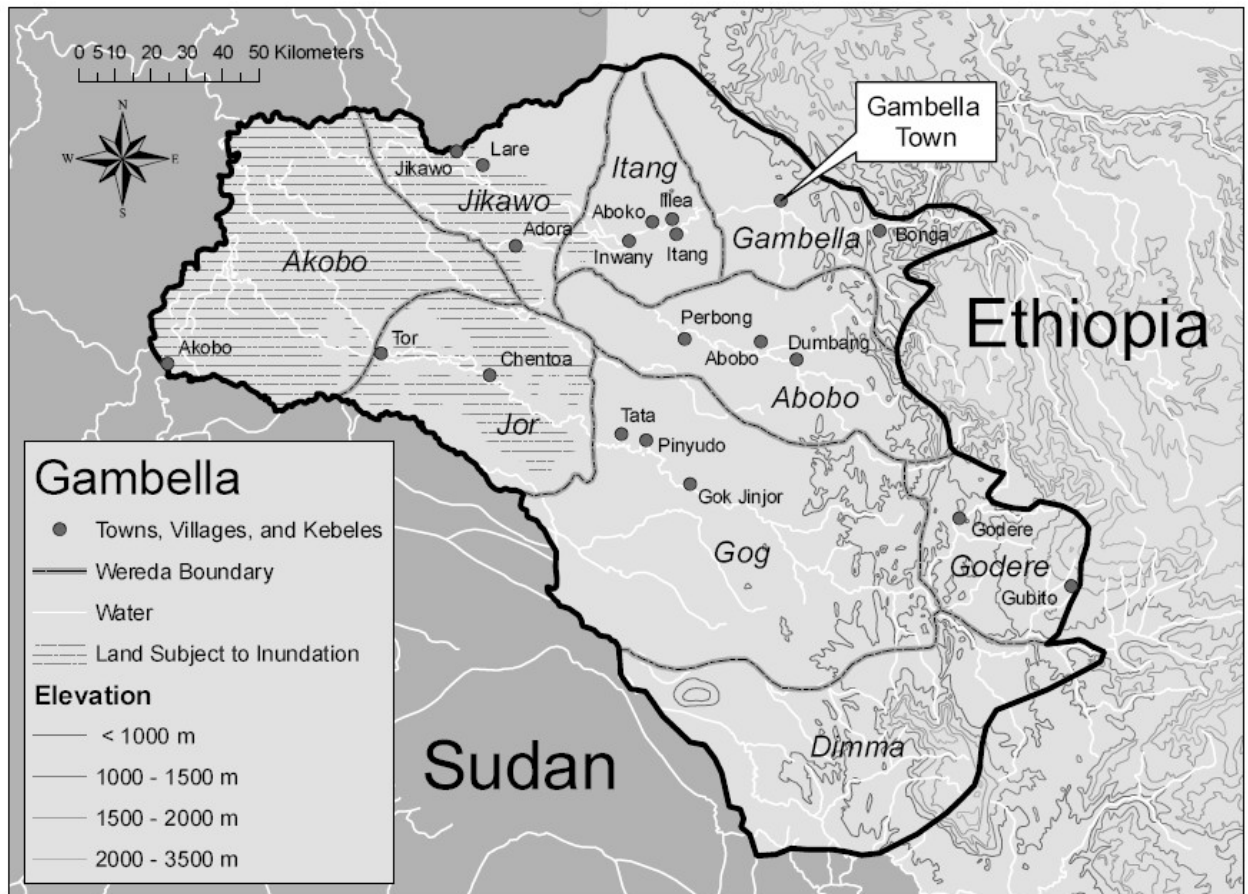 0 5 10 20 30 40 50 Kilometers
N
W
E
S
Gambella
Town
Lare
Jikawo
Jikawo
Adora
Itang
Illea
Aboko
Inwany
Itang
Gambella
Bonga
Akobo
Akobo
Ethiopia
Perbong
Abobo
Dumbang
Abobo
Tor
Chentoa
Jor
Tata
Pinyudo
Gok Jinjor
Gog
Godere
Godere
Gubito
Dimma
Sudan
Gambella
Towns, Villages, and Kebeles
Wereda Boundary
Water
Land Subject to Inundation
Elevation
< 1000 m
1000 - 1500 m
1500 - 2000 m
2000 - 3500 m